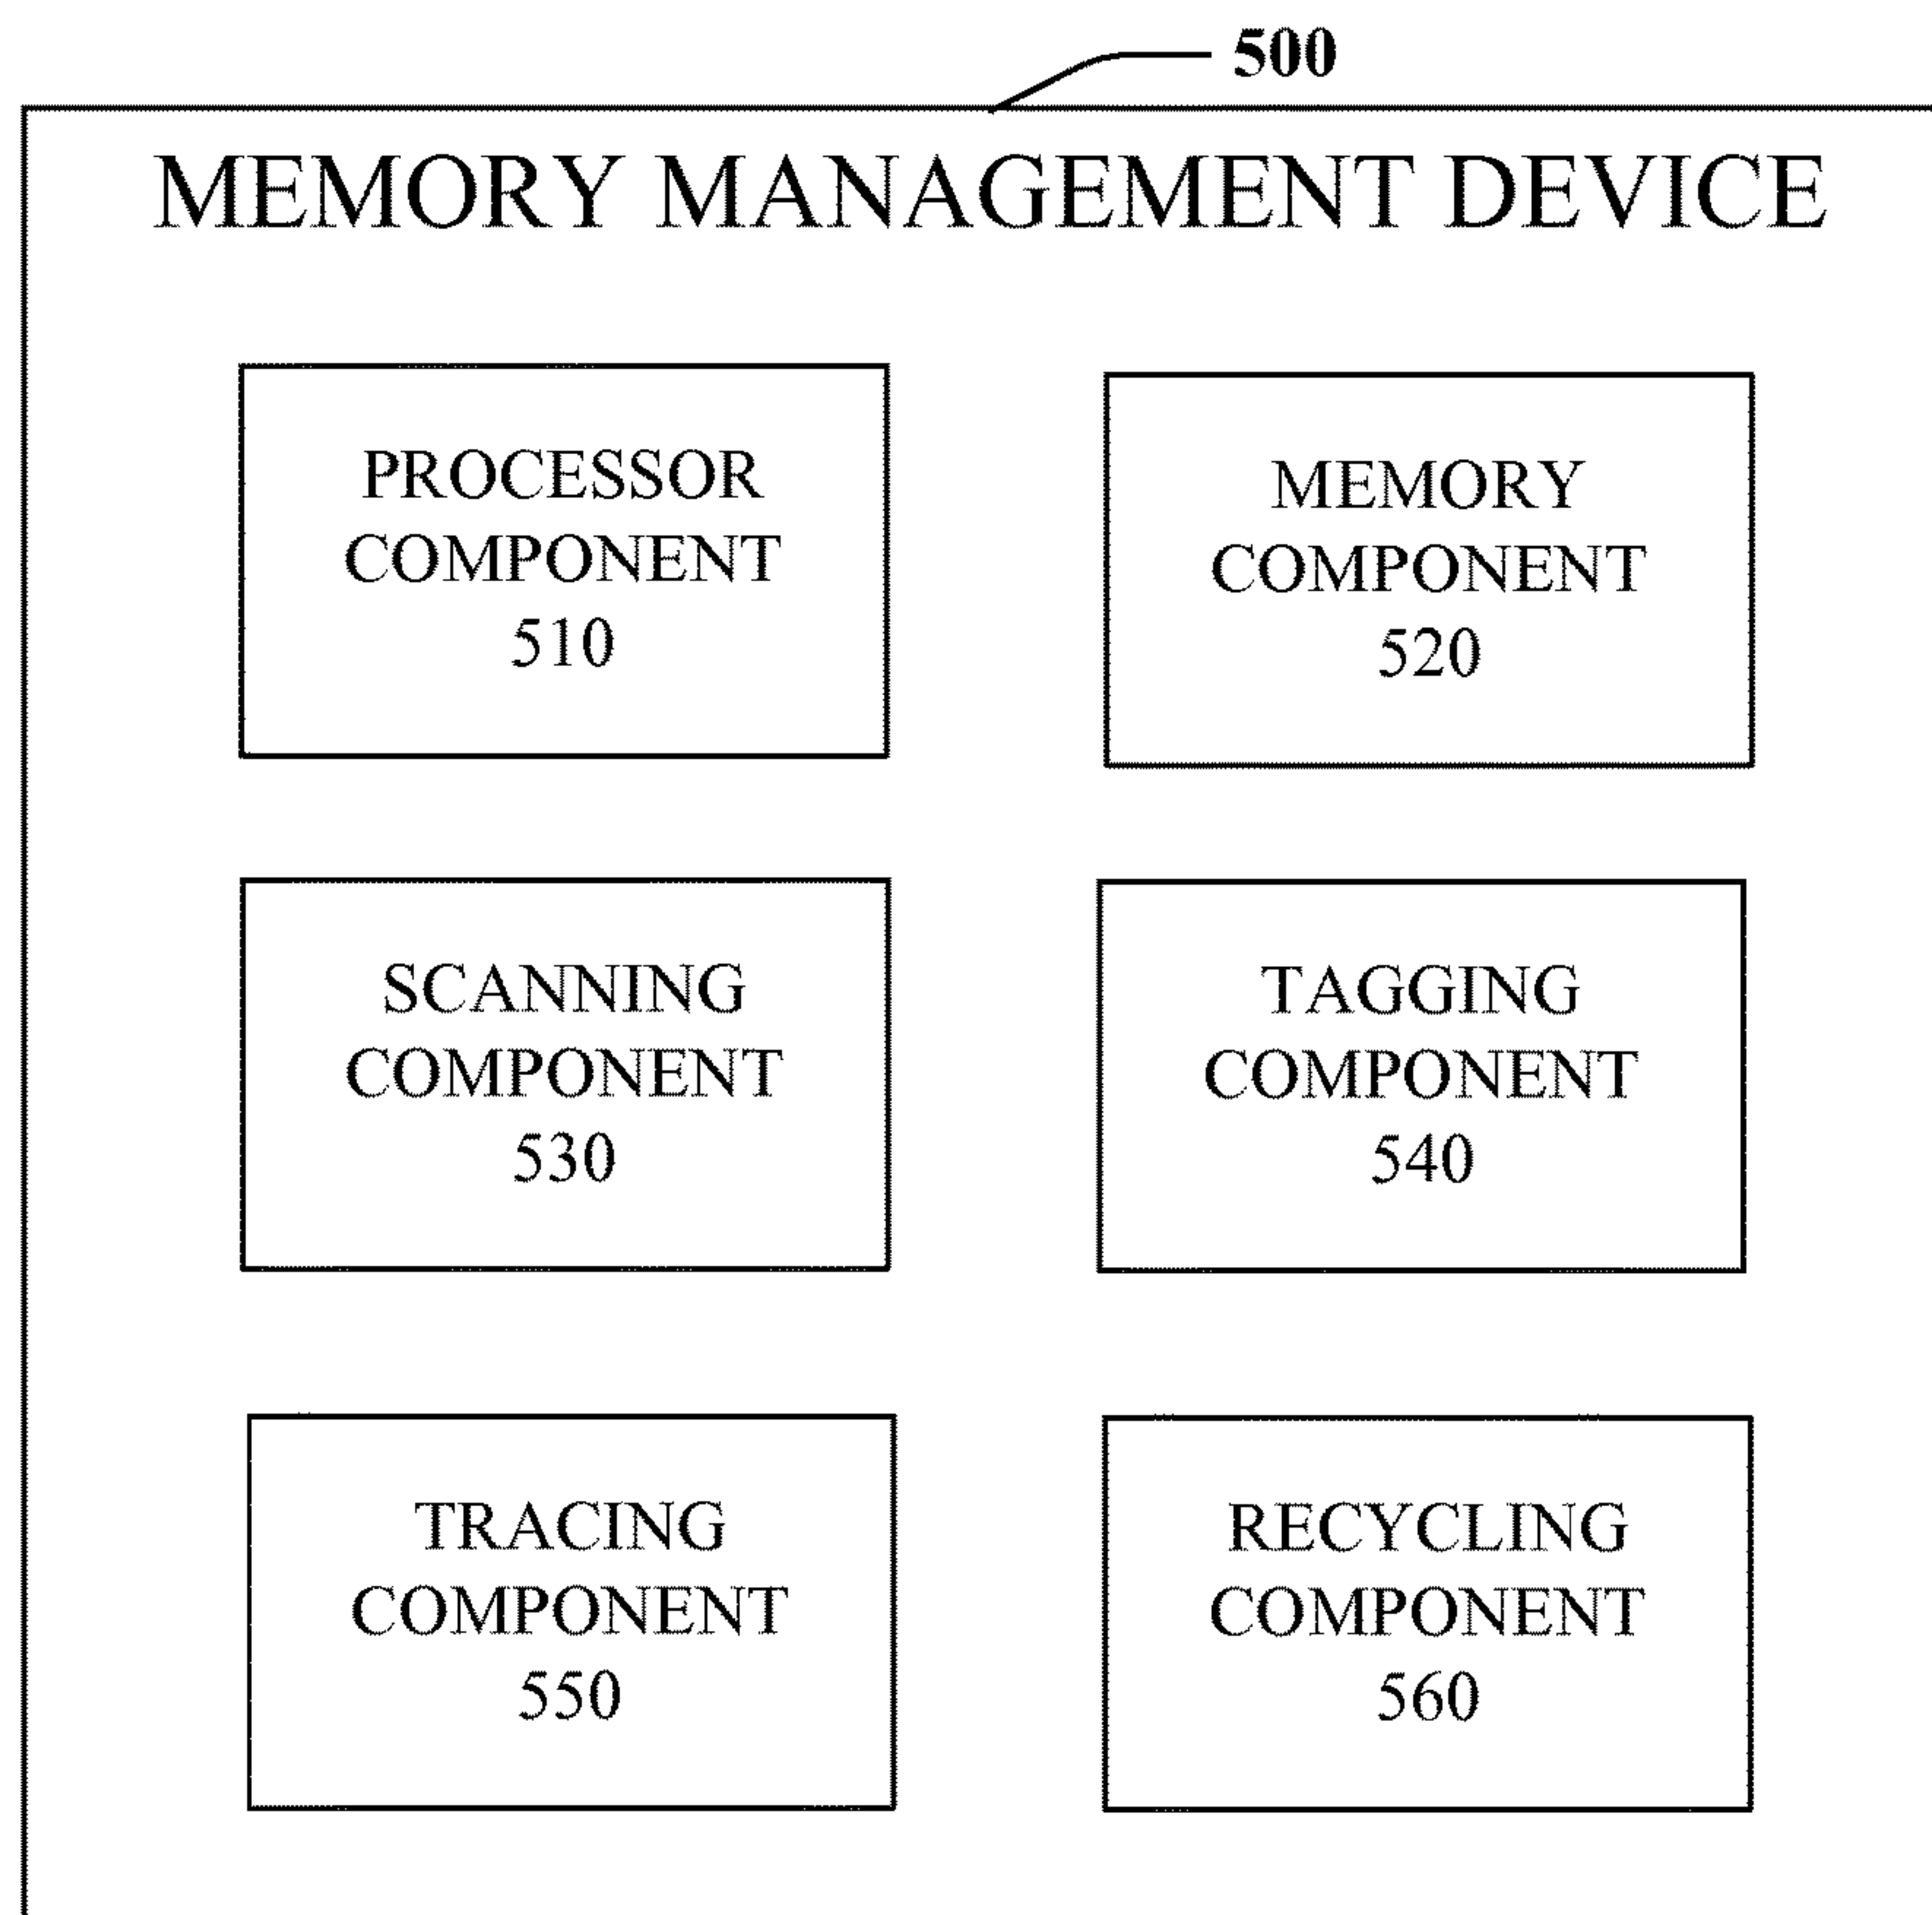 500
MEMORY MANAGEMENT DEVICE
PROCESSOR
COMPONENT
510
MEMORY
COMPONENT
520
SCANNING
COMPONENT
530
TAGGING
COMPONENT
540
TRACING
COMPONENT
550
RECYCLING
COMPONENT
560